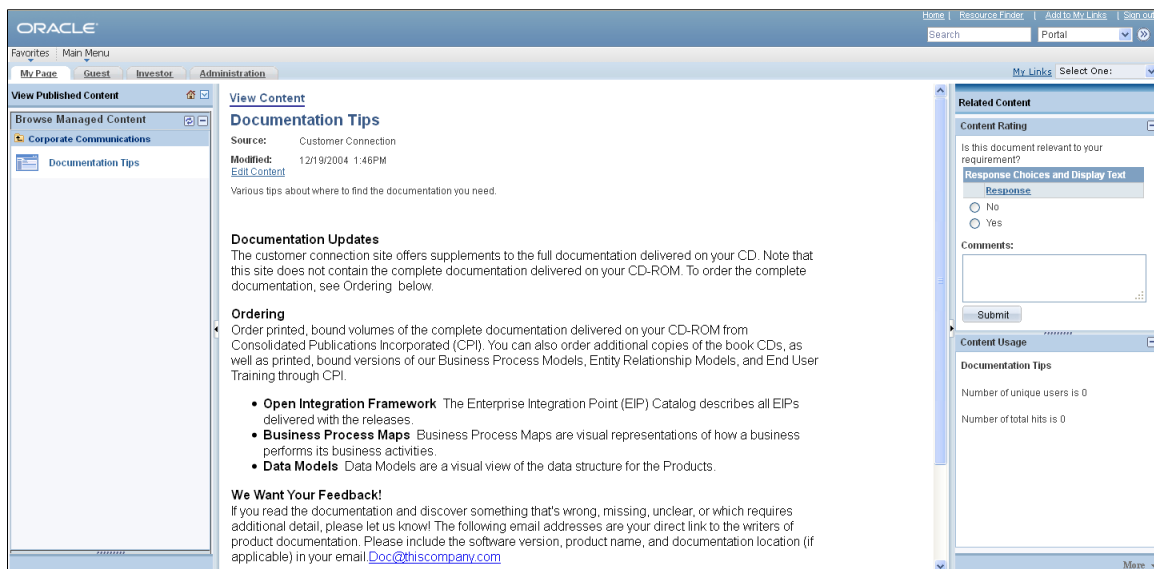 Home | Resource Finder | Add to My Links | Sign out
ORACLE
Search Portal
Favorites Main Menu
My Page Guest Investor Administration
My Links Select One:
View Published Content
Browse Managed Content
Corporate Communications
Documentation Tips
View Content
Documentation Tips
Source: Customer Connection
Modified: 12/19/2004 1:46PM
Edit Content
Various tips about where to find the documentation you need.
Documentation Updates
The customer connection site offers supplements to the full documentation delivered on your CD. Note that
this site does not contain the complete documentation delivered on your CD-ROM. To order the complete
documentation, see Ordering below.
Ordering
Order printed, bound volumes of the complete documentation delivered on your CD-ROM from
Consolidated Publications Incorporated (CPI). You can also order additional copies of the book CDs, as
well as printed, bound versions of our Business Process Models, Entity Relationship Models, and End User
Training through CPI.
• Open Integration Framework The Enterprise Integration Point (EIP) Catalog describes all EIPs
delivered with the releases.
• Business Process Maps Business Process Maps are visual representations of how a business
performs its business activities.
• Data Models Data Models are a visual view of the data structure for the Products.
We Want Your Feedback!
If you read the documentation and discover something that's wrong, missing, unclear, or which requires
additional detail, please let us know! The following email addresses are your direct link to the writers of
product documentation. Please include the software version, product name, and documentation location (if
applicable) in your email.Doc@thiscompany.com
Related Content
Content Rating
Is this document relevant to your
requirement?
Response Choices and Display Text
Response
No
Yes
Comments:
Submit
Content Usage
Documentation Tips
Number of unique users is 0
Number of total hits is 0
More